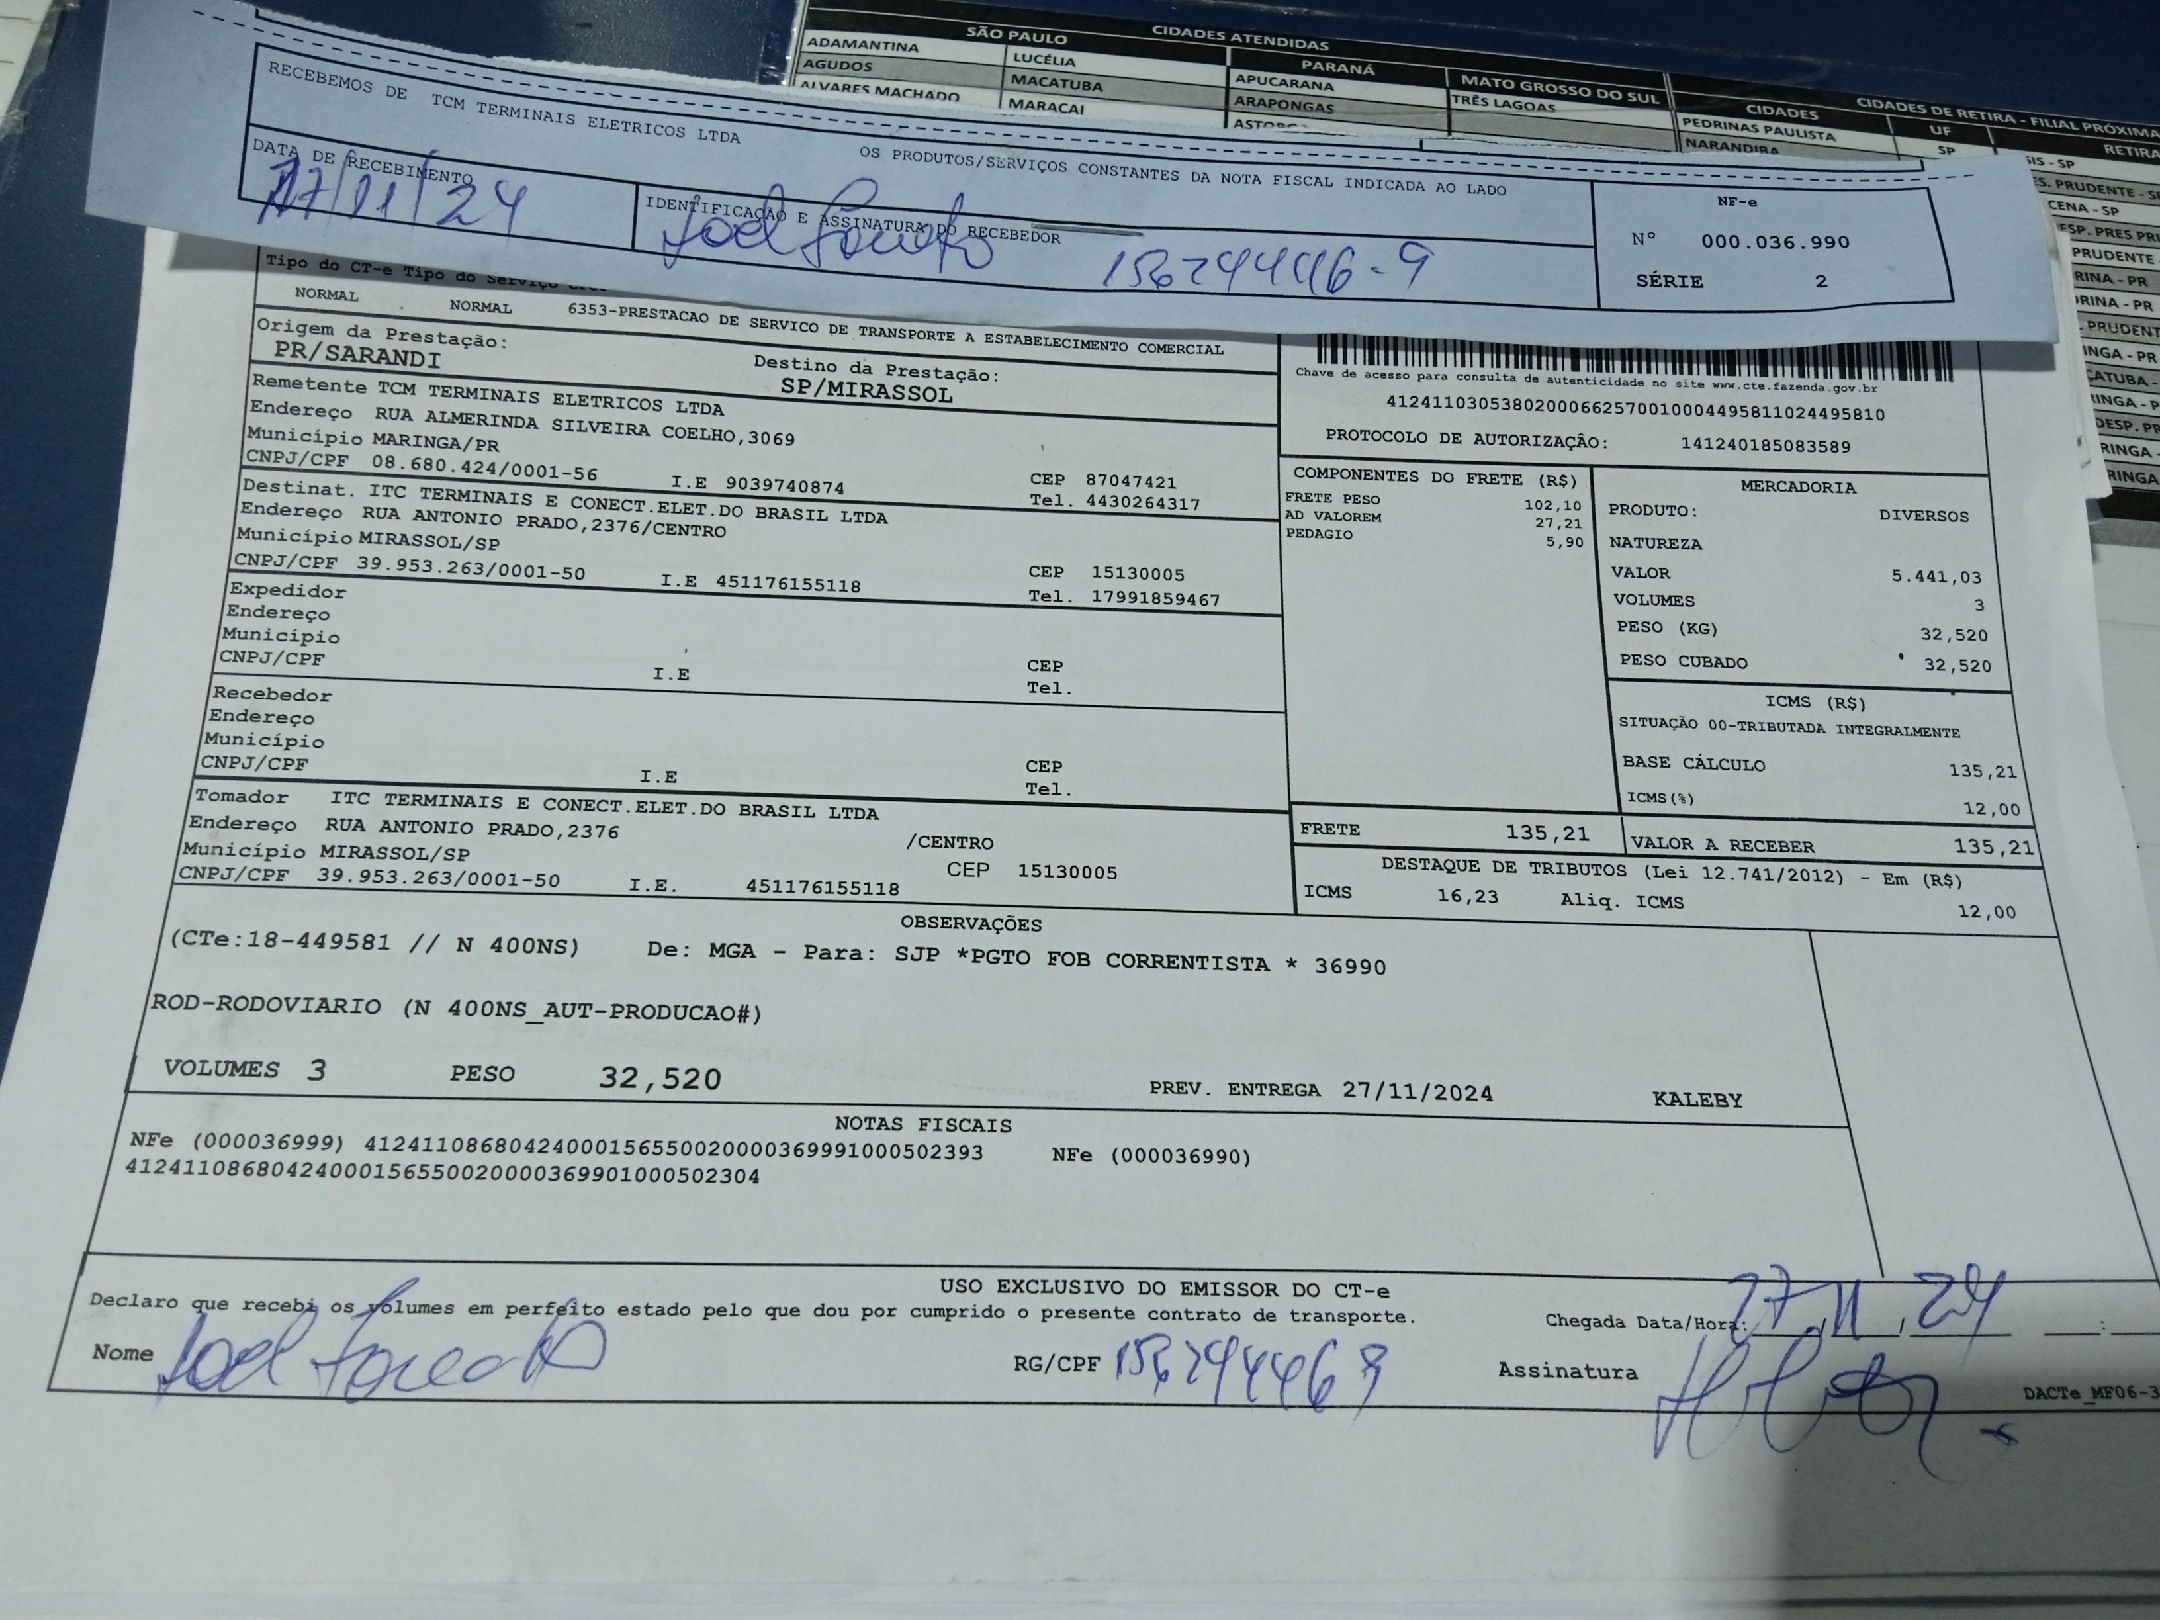 SÃO PAULO
CIDADES ATENDIDAS
ADAMANTINA
LUCÉLIA
PARANÁ
MATO GROSSO DO SUL
CIDADES
CIDADES DE RETIRA - FILIAL PRÓXIMA
AGUDOS
MACATUBA
APUCARANA
TRÊS LAGOAS
PEDRINAS PAULISTA
UF
RETIRA
ALVARES MACHADO
MARACAI
ARAPONGAS
NARANDIBA
SP
RECEBEMOS DE TCM TERMINAIS ELETRICOS LTDA OS PRODUTOS/SERVIÇOS CONSTANTES DA NOTA FISCAL INDICADA AO LADO
DATA DE RECEBIMENTO
27/11/24
IDENTIFICAÇÃO E ASSINATURA DO RECEBEDOR
NF-e
Nº 000.036.990
SÉRIE 2
Tipo do CT-e Tipo do Serviço
NORMAL NORMAL 6353-PRESTACAO DE SERVICO DE TRANSPORTE A ESTABELECIMENTO COMERCIAL
Origem da Prestação:
PR/SARANDI
Destino da Prestação:
SP/MIRASSOL
Chave de acesso para consulta de autenticidade no site www.cte.fazenda.gov.br
41241103053802000662570010004495811024495810
PROTOCOLO DE AUTORIZAÇÃO: 141240185083589
Remetente TCM TERMINAIS ELETRICOS LTDA
Endereço RUA ALMERINDA SILVEIRA COELHO,3069
Município MARINGA/PR CEP 87047421
CNPJ/CPF 08.680.424/0001-56 I.E 9039740874 Tel. 4430264317
Destinat. ITC TERMINAIS E CONECT.ELET.DO BRASIL LTDA
Endereço RUA ANTONIO PRADO,2376/CENTRO
Município MIRASSOL/SP CEP 15130005
CNPJ/CPF 39.953.263/0001-50 I.E 451176155118 Tel. 17991859467
Expedidor
Endereço
Município CEP
CNPJ/CPF I.E Tel.
Recebedor
Endereço
Município CEP
CNPJ/CPF I.E Tel.
Tomador ITC TERMINAIS E CONECT.ELET.DO BRASIL LTDA
Endereço RUA ANTONIO PRADO,2376 /CENTRO
Município MIRASSOL/SP CEP 15130005
CNPJ/CPF 39.953.263/0001-50 I.E. 451176155118
COMPONENTES DO FRETE (R$)
FRETE PESO 102,10
AD VALOREM 27,21
PEDAGIO 5,90
MERCADORIA
PRODUTO: DIVERSOS
NATUREZA
VALOR 5.441,03
VOLUMES 3
PESO (KG) 32,520
PESO CUBADO 32,520
ICMS (R$)
SITUAÇÃO 00-TRIBUTADA INTEGRALMENTE
BASE CÁLCULO 135,21
ICMS(%) 12,00
FRETE 135,21 VALOR A RECEBER 135,21
DESTAQUE DE TRIBUTOS (Lei 12.741/2012) - Em (R$)
ICMS 16,23 Aliq. ICMS 12,00
OBSERVAÇÕES
(CTe:18-449581 // N 400NS) De: MGA - Para: SJP *PGTO FOB CORRENTISTA * 36990
ROD-RODOVIARIO (N 400NS_AUT-PRODUCAO#)
VOLUMES 3 PESO 32,520 PREV. ENTREGA 27/11/2024 KALEBY
NOTAS FISCAIS
NFe (000036999) 41241108680424000156550020000369991000502393 NFe (000036990)
41241108680424000156550020000369901000502304
USO EXCLUSIVO DO EMISSOR DO CT-e
Declaro que recebi os volumes em perfeito estado pelo que dou por cumprido o presente contrato de transporte.
Chegada Data/Hora: 27/11/24
Nome
RG/CPF
Assinatura
DACTe_MF06-3